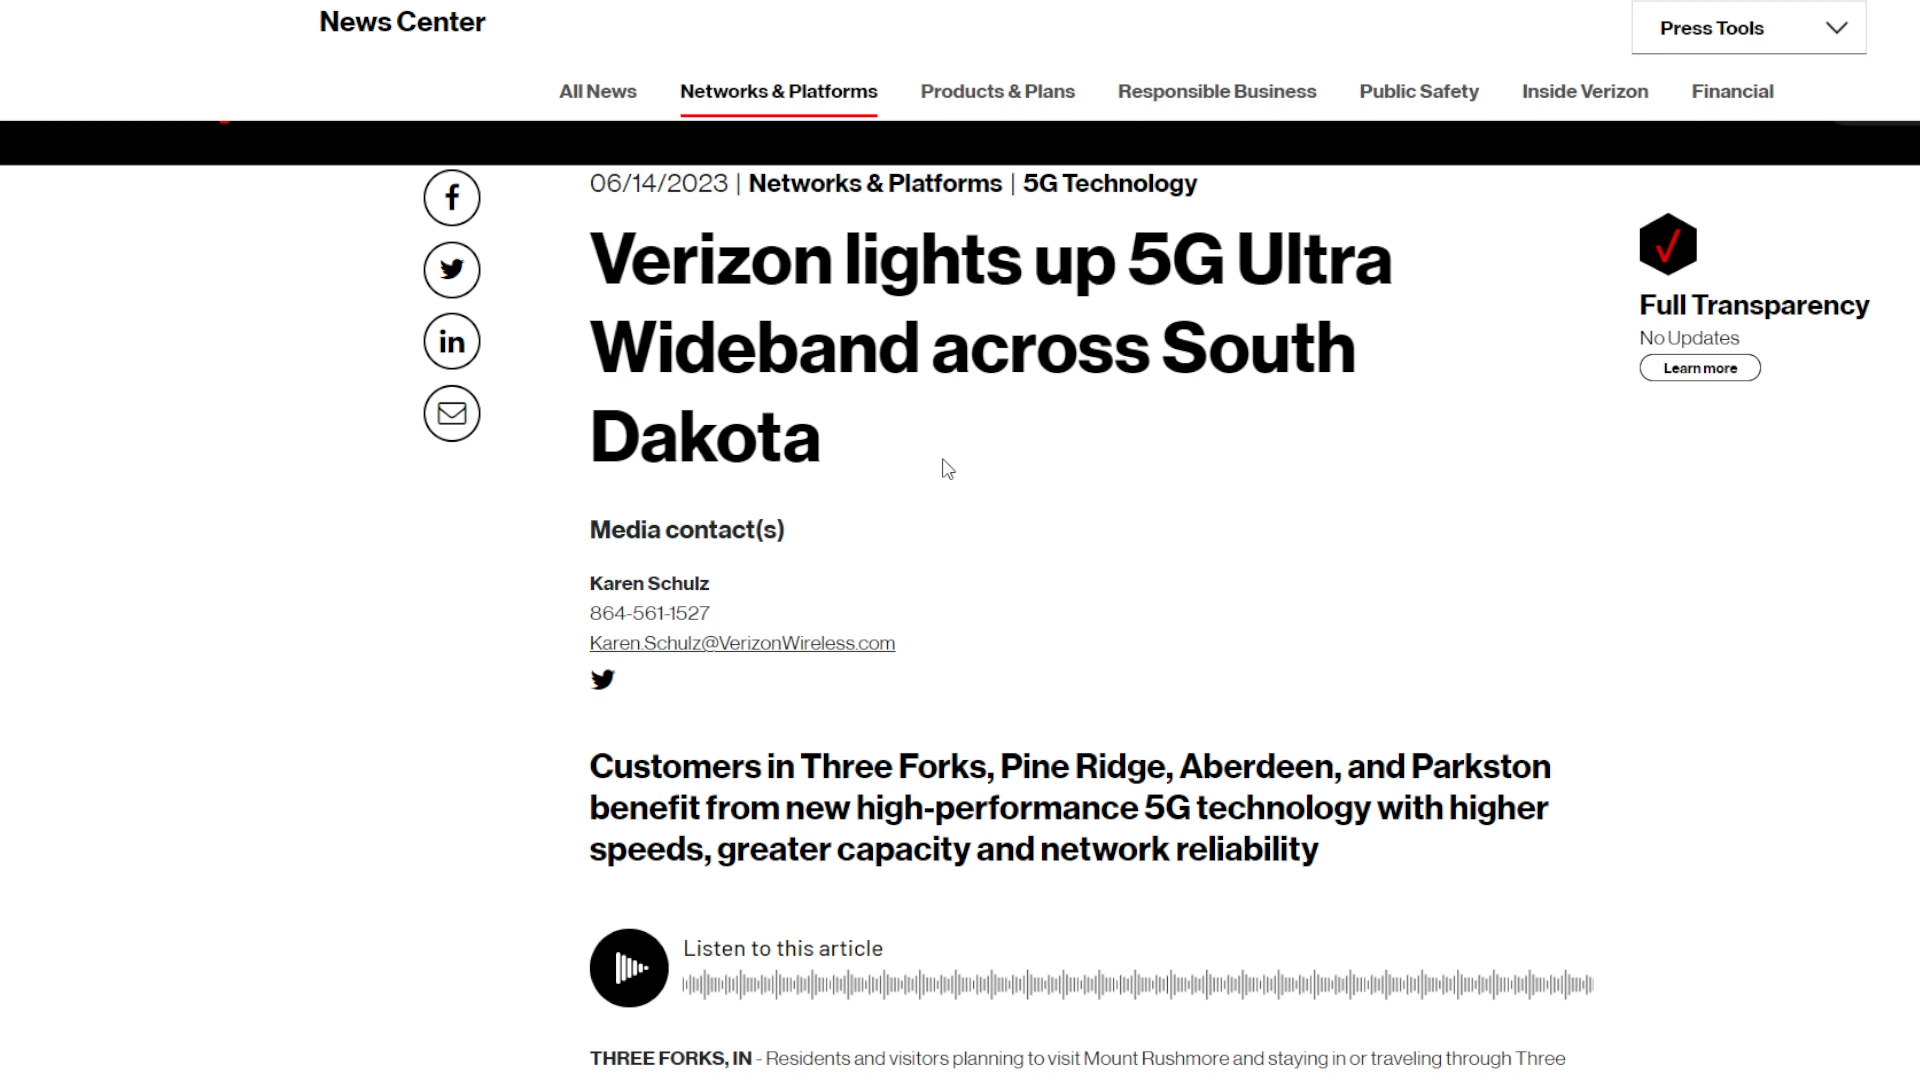 News Center
Press Tools
All News Networks & Platforms Products & Plans Responsible Business Public Safety Inside Verizon Financial
06/14/2023 | Networks & Platforms | 5G Technology
Verizon lights up 5G Ultra
Wideband across South
Dakota
Full Transparency
No Updates
Learn more
Media contact(s)
Karen Schulz
864-561-1527
Karen.Schulz@VerizonWireless.com
Customers in Three Forks, Pine Ridge, Aberdeen, and Parkston
benefit from new high-performance 5G technology with higher
speeds, greater capacity and network reliability
Listen to this article
THREE FORKS, IN - Residents and visitors planning to visit Mount Rushmore and staying in or traveling through Three